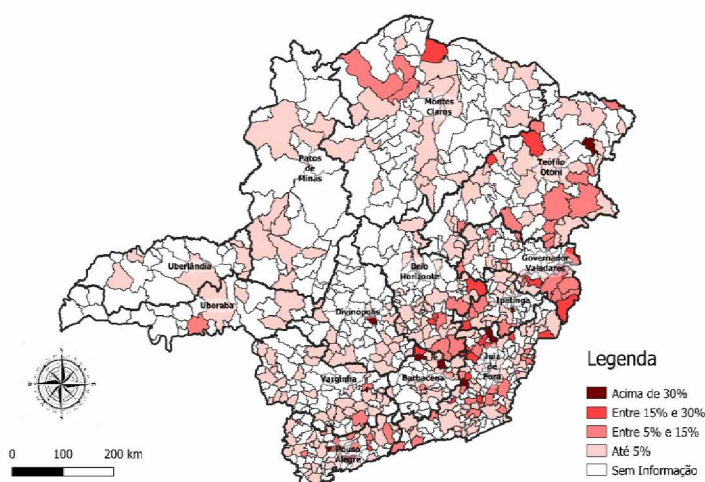 Montes
Claros
Patos
de
Minas
Teófilo
Otoni
Uberlândia
Uberaba
Belo
Horizonte
Governador
Valadares
Ipatinga
Divinópolis
Juiz
de
Fora
Varginha
Barbacena
Pouso
Alegre
0 100 200 km
Legenda
Acima de 30%
Entre 15% e 30%
Entre 5% e 15%
Até 5%
Sem Informação